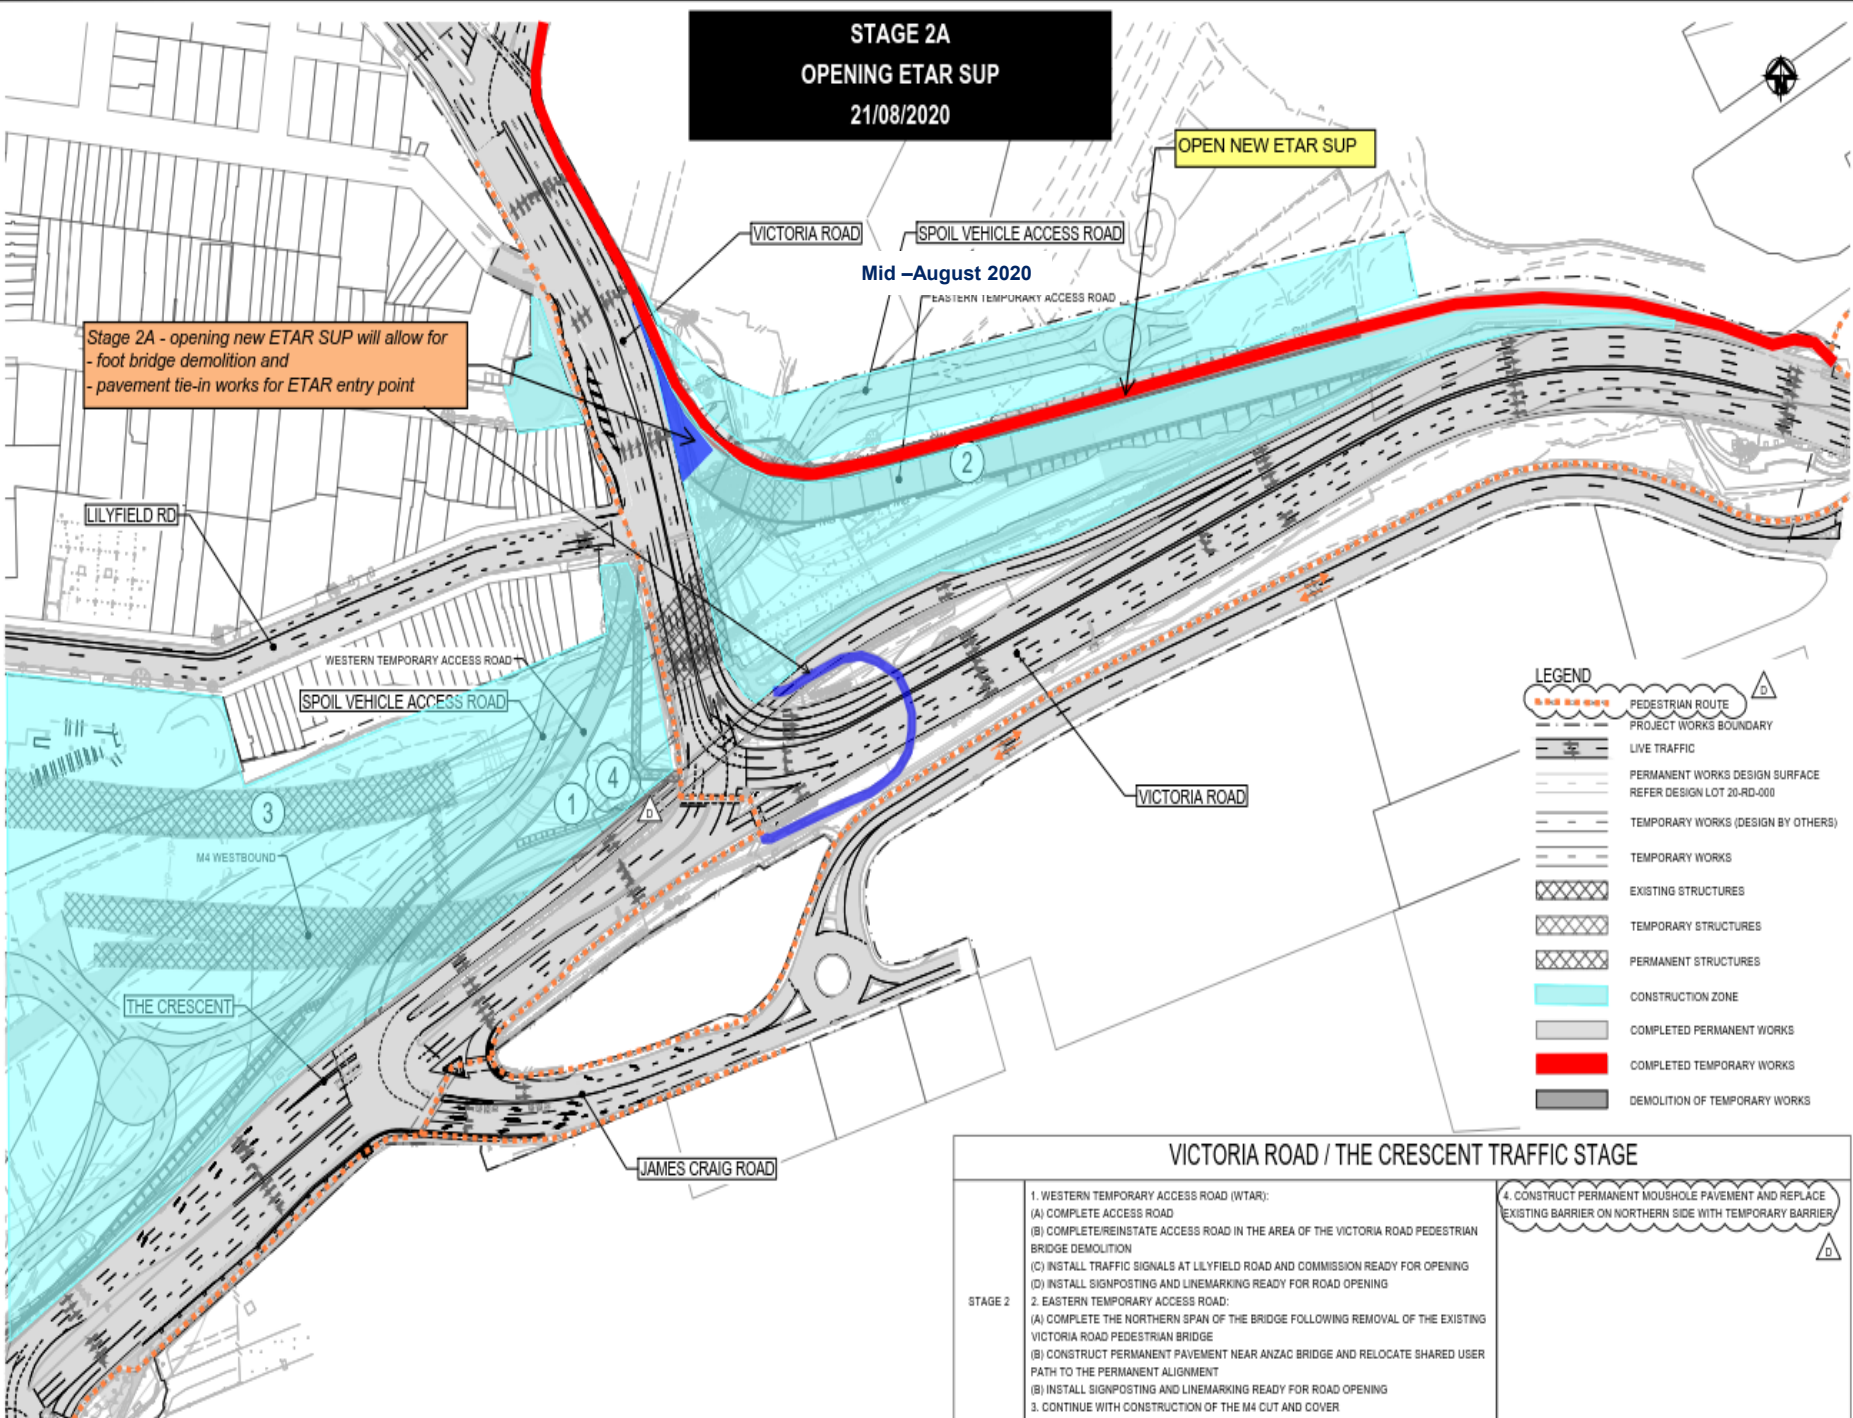 STAGE 2A
OPENING ETAR SUP
21/08/2020
N
OPEN NEW ETAR SUP
VICTORIA ROAD
SPOIL VEHICLE ACCESS ROAD
Mid –August 2020
EASTERN TEMPORARY ACCESS ROAD
Stage 2A - opening new ETAR SUP will allow for
- foot bridge demolition and
- pavement tie-in works for ETAR entry point
2
LILYFIELD RD
WESTERN TEMPORARY ACCESS ROAD
SPOIL VEHICLE ACCESS ROAD
4
1
3
D
VICTORIA ROAD
M4 WESTBOUND
THE CRESCENT
JAMES CRAIG ROAD
LEGEND
D
PEDESTRIAN ROUTE
PROJECT WORKS BOUNDARY
LIVE TRAFFIC
PERMANENT WORKS DESIGN SURFACE
REFER DESIGN LOT 20-RD-000
TEMPORARY WORKS (DESIGN BY OTHERS)
TEMPORARY WORKS
EXISTING STRUCTURES
TEMPORARY STRUCTURES
PERMANENT STRUCTURES
CONSTRUCTION ZONE
COMPLETED PERMANENT WORKS
COMPLETED TEMPORARY WORKS
DEMOLITION OF TEMPORARY WORKS
VICTORIA ROAD / THE CRESCENT TRAFFIC STAGE
STAGE 2
1. WESTERN TEMPORARY ACCESS ROAD (WTAR):
(A) COMPLETE ACCESS ROAD
(B) COMPLETE/REINSTATE ACCESS ROAD IN THE AREA OF THE VICTORIA ROAD PEDESTRIAN
BRIDGE DEMOLITION
(C) INSTALL TRAFFIC SIGNALS AT LILYFIELD ROAD AND COMMISSION READY FOR OPENING
(D) INSTALL SIGNPOSTING AND LINEMARKING READY FOR ROAD OPENING
2. EASTERN TEMPORARY ACCESS ROAD:
(A) COMPLETE THE NORTHERN SPAN OF THE BRIDGE FOLLOWING REMOVAL OF THE EXISTING
VICTORIA ROAD PEDESTRIAN BRIDGE
(B) CONSTRUCT PERMANENT PAVEMENT NEAR ANZAC BRIDGE AND RELOCATE SHARED USER
PATH TO THE PERMANENT ALIGNMENT
(B) INSTALL SIGNPOSTING AND LINEMARKING READY FOR ROAD OPENING
3. CONTINUE WITH CONSTRUCTION OF THE M4 CUT AND COVER
4. CONSTRUCT PERMANENT MOUSHOLE PAVEMENT AND REPLACE
EXISTING BARRIER ON NORTHERN SIDE WITH TEMPORARY BARRIER
D